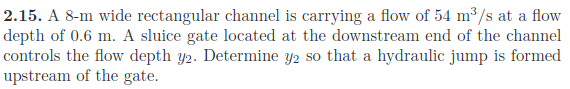 2.15. A 8-m wide rectangular channel is carrying a flow of 54 m³/s at a flow
depth of 0.6 m. A sluice gate located at the downstream end of the channel
controls the flow depth y₂. Determine y₂ so that a hydraulic jump is formed
upstream of the gate.